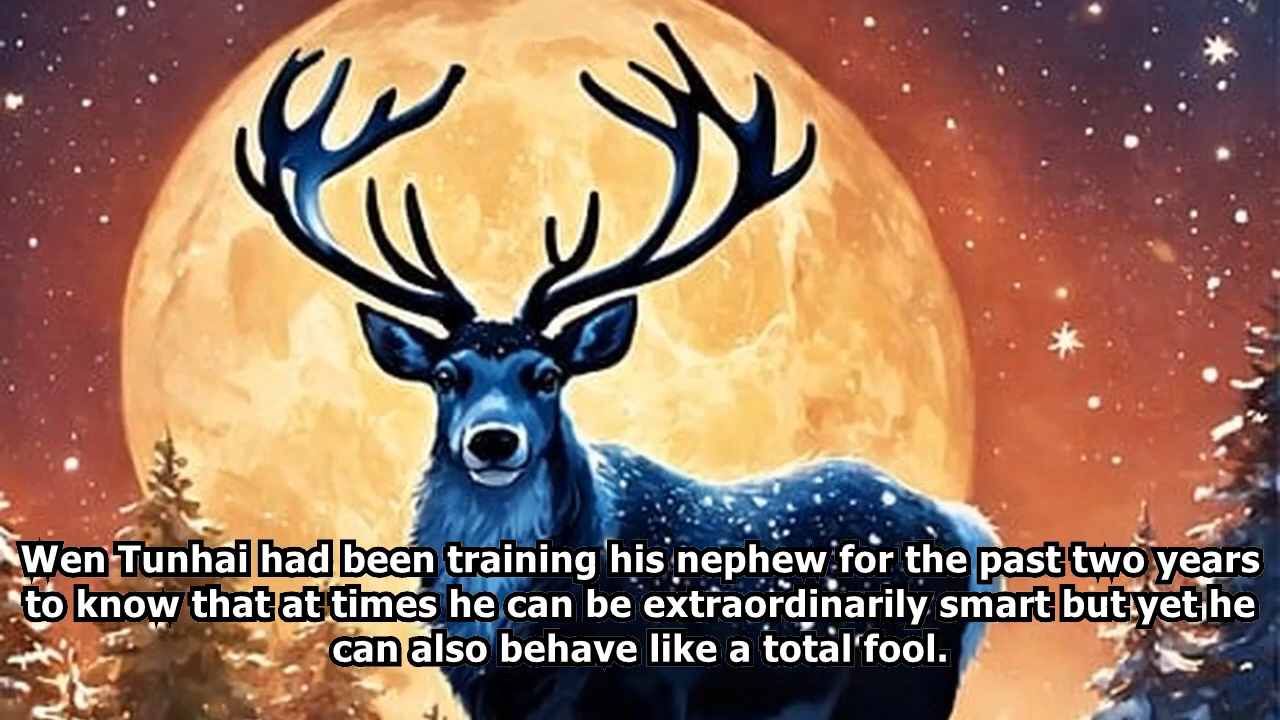 Wen Tunhai had been training his nephew for the past two years
to know that at times he can be extraordinarily smart but yet he
can also behave like a total fool.